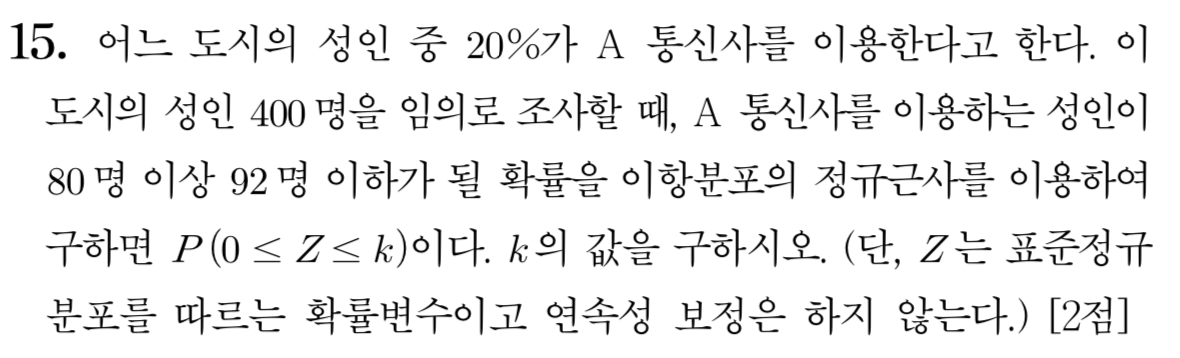 15. 어느 도시의 성인 중 20%가 A 통신사를 이용한다고 한다. 이
도시의 성인 400명을 임의로 조사할 때, A 통신사를 이용하는 성인이
80명 이상 92명 이하가 될 확률을 이항분포의 정규근사를 이용하여
구하면 P(0 ≤ Z ≤ k)이다. k의 값을 구하시오. (단, Z는 표준정규
분포를 따르는 확률변수이고 연속성 보정은 하지 않는다.) [2점]